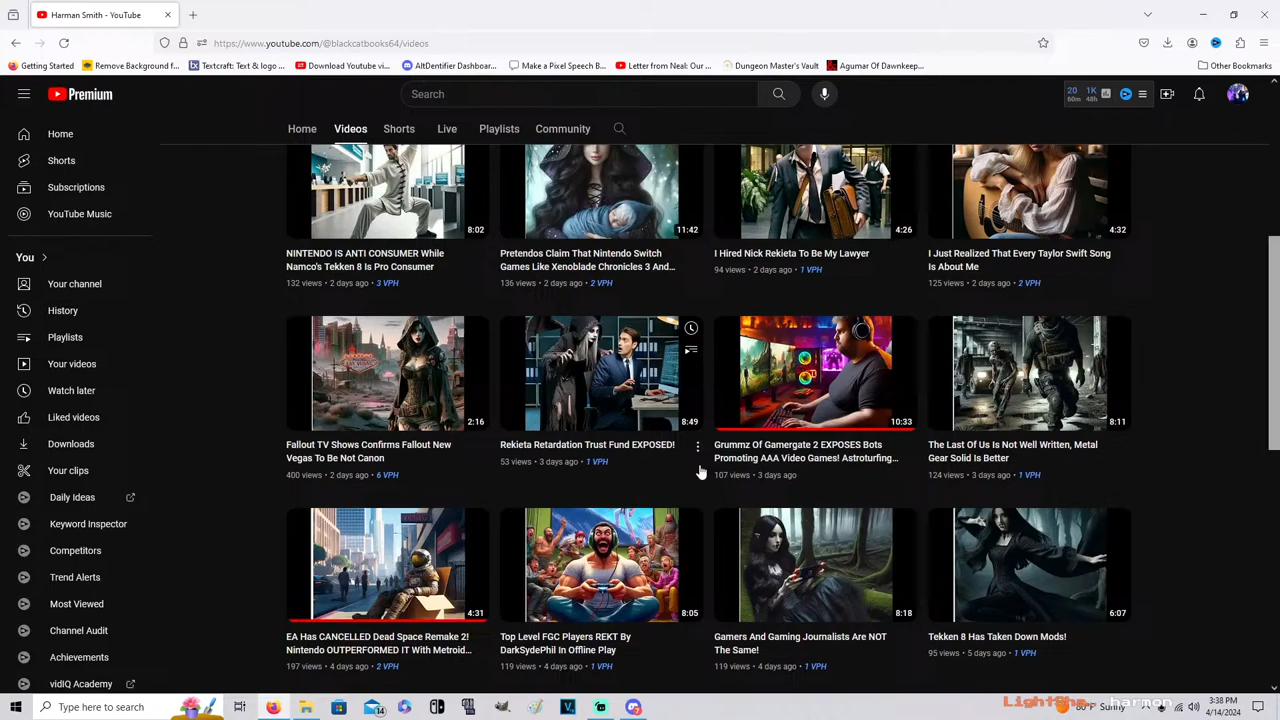 Harman Smith - YouTube
https://www.youtube.com/@blackcatbooks64/videos
Getting Started
Remove Background f...
Textcraft: Text & logo ...
Download Youtube vi...
AltDentifier Dashboar...
Make a Pixel Speech B...
Letter from Neal: Our ...
Dungeon Master's Vault
Agumar Of Dawnkeep...
Other Bookmarks
Premium
Search
20 1K
60m 48h
Home Videos Shorts Live Playlists Community
Home
Shorts
Subscriptions
YouTube Music
You
Your channel
History
Playlists
Your videos
Watch later
Liked videos
Downloads
Your clips
Daily Ideas
Keyword Inspector
Competitors
Trend Alerts
Most Viewed
Channel Audit
Achievements
vidIQ Academy
8:02
NINTENDO IS ANTI CONSUMER While
Namco's Tekken 8 Is Pro Consumer
132 views • 2 days ago • 3 VPH
11:42
Pretendos Claim That Nintendo Switch
Games Like Xenoblade Chronicles 3 And...
136 views • 2 days ago • 2 VPH
4:26
I Hired Nick Rekieta To Be My Lawyer
94 views • 2 days ago • 1 VPH
4:32
I Just Realized That Every Taylor Swift Song
Is About Me
125 views • 2 days ago • 2 VPH
2:16
Fallout TV Shows Confirms Fallout New
Vegas To Be Not Canon
400 views • 2 days ago • 6 VPH
8:49
Rekieta Retardation Trust Fund EXPOSED!
53 views • 3 days ago • 1 VPH
10:33
Grummz Of Gamergate 2 EXPOSES Bots
Promoting AAA Video Games! Astroturfing...
107 views • 3 days ago
8:11
The Last Of Us Is Not Well Written, Metal
Gear Solid Is Better
124 views • 3 days ago • 1 VPH
4:31
EA Has CANCELLED Dead Space Remake 2!
Nintendo OUTPERFORMED IT With Metroid...
197 views • 4 days ago • 2 VPH
8:05
Top Level FGC Players REKT By
DarkSydePhil In Offline Play
119 views • 4 days ago • 1 VPH
8:18
Gamers And Gaming Journalists Are NOT
The Same!
119 views • 4 days ago • 1 VPH
6:07
Tekken 8 Has Taken Down Mods!
95 views • 5 days ago • 1 VPH
Type here to search
14
Sunny
3:38 PM
4/14/2024
harmon